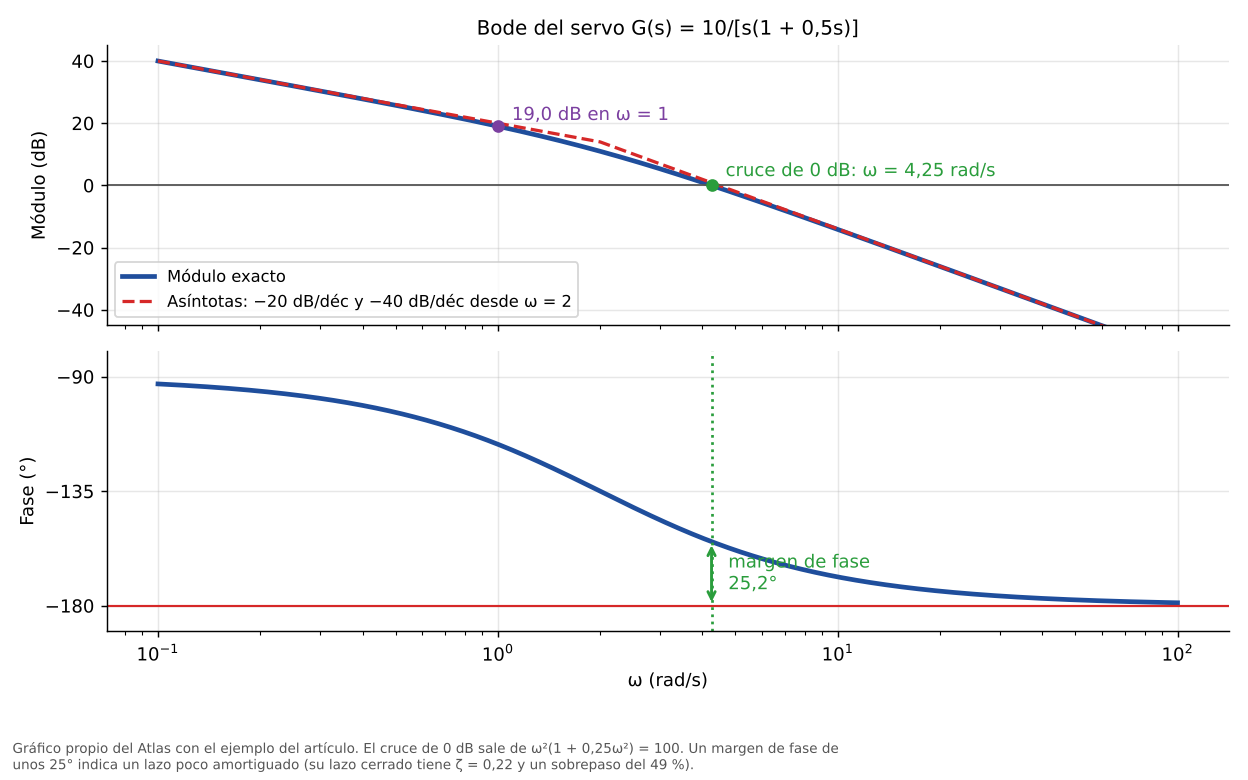 Bode del servo G(s) = 10/[s(1 + 0,5s)]
Módulo (dB)
40
20
0
−20
−40
19,0 dB en ω = 1
cruce de 0 dB: ω = 4,25 rad/s
Módulo exacto
Asíntotas: −20 dB/déc y −40 dB/déc desde ω = 2
Fase (°)
−90
−135
−180
margen de fase
25,2°
10⁻¹
10⁰
10¹
10²
ω (rad/s)
Gráfico propio del Atlas con el ejemplo del artículo. El cruce de 0 dB sale de ω²(1 + 0,25ω²) = 100. Un margen de fase de
unos 25° indica un lazo poco amortiguado (su lazo cerrado tiene ζ = 0,22 y un sobrepaso del 49 %).